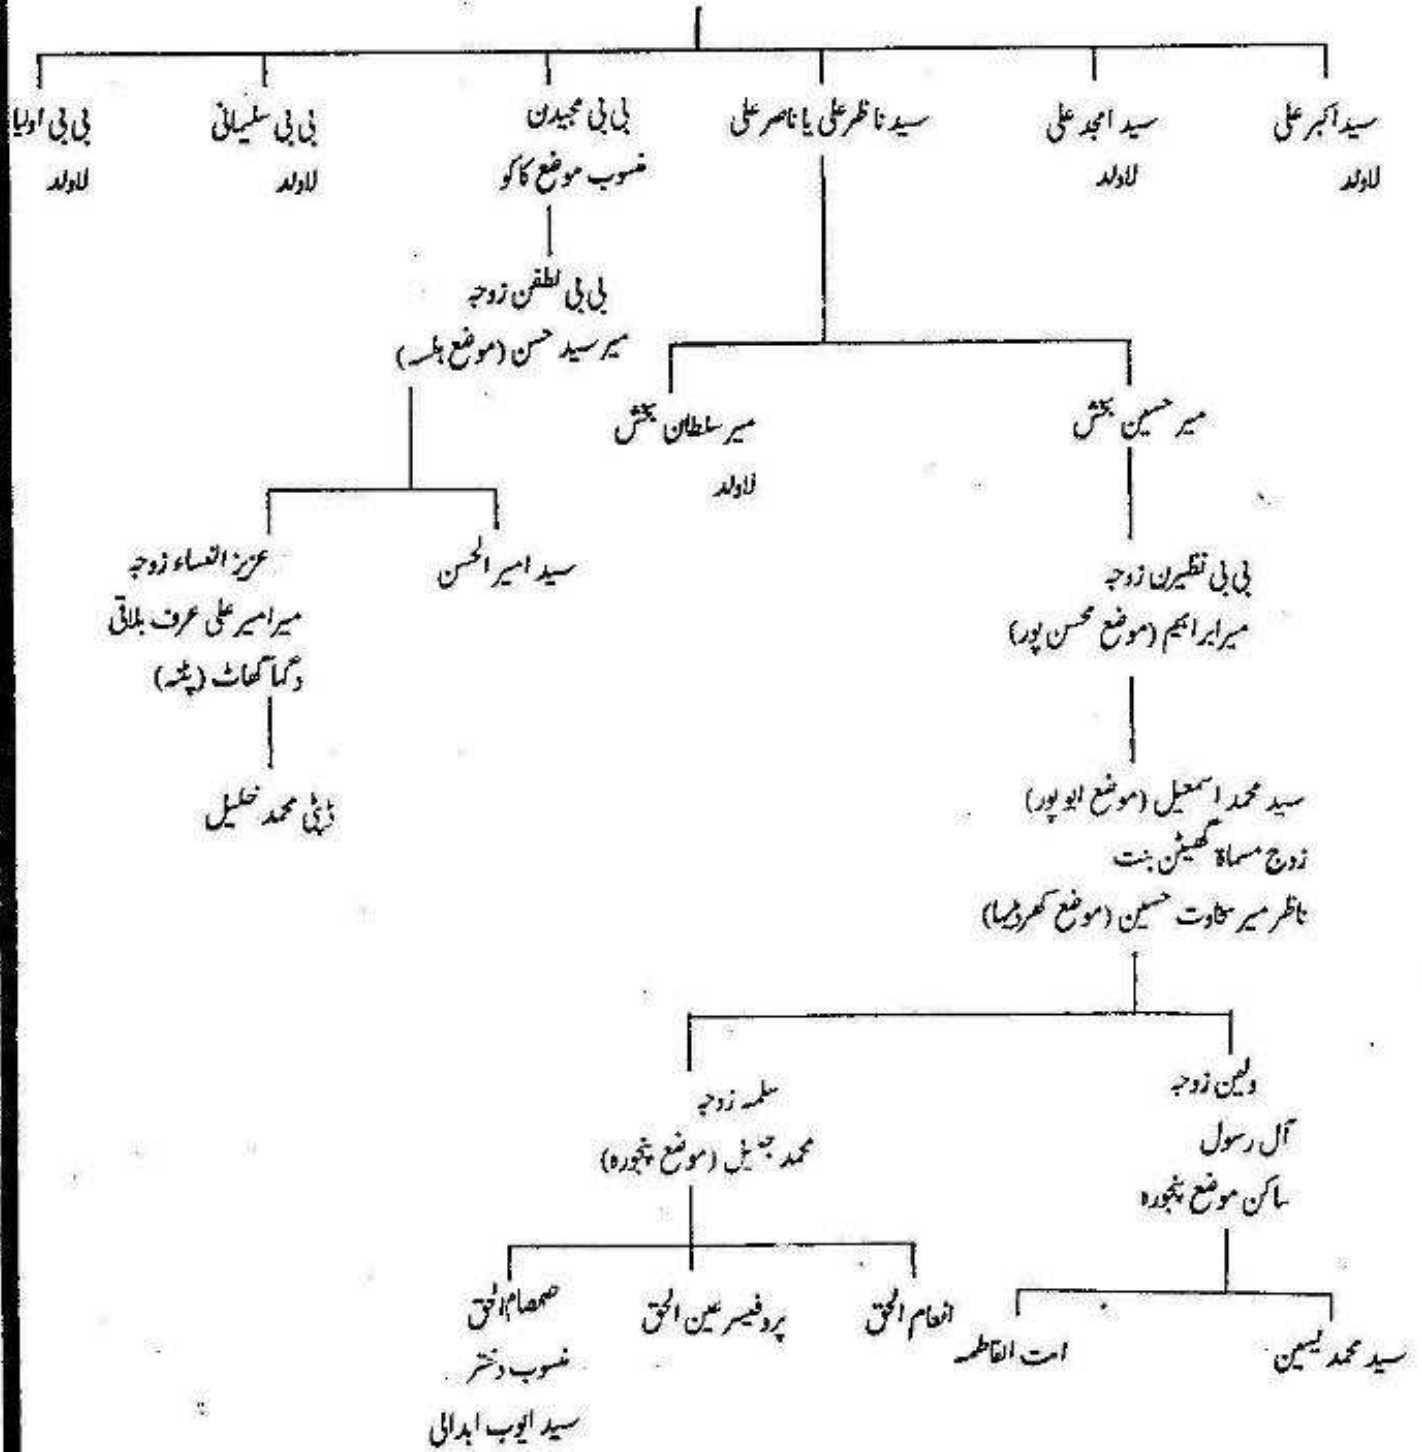 سید اکبر علی
لاولد
سید امجد علی
لاولد
سید ناظر علی یا ناصر علی
بی بی مجیدن
منسوب موضع کاکو
بی بی سلیمانی
لاولد
بی بی اولیا
لاولد
بی بی لطفن زوجہ
میر سید حسن (موضع ہلسہ)
میر حسین بخش
میر سلطان بخش
لاولد
بی بی نظیرن زوجہ
میر ابراہیم (موضع محسن پور)
سید امیر الحسن
عزیز النساء زوجہ
میر امیر علی عرف بلاقی
دگھا گھاٹ (پٹنہ)
ڈپٹی محمد خلیل
سید محمد اسمعیل (موضع ابو پور)
زوج مسماۃ گھیٹن بنت
ناظر میر سخاوت حسین (موضع کھرڈیہا)
ولیین زوجہ
آل رسول
ساکن موضع پنجورہ
سلمہ زوجہ
محمد جمیل (موضع پنجورہ)
سید محمد یسین
امت الفاطمہ
انعام الحق
پروفیسر عین الحق
صمصام الحق
منسوب دختر
سید ایوب ابدالی